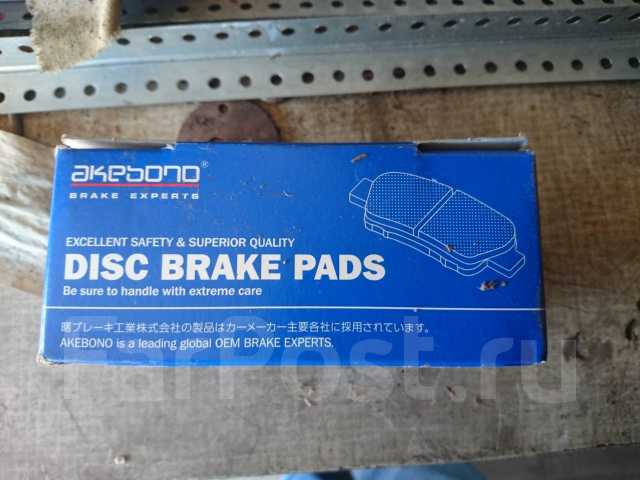 akebono®
BRAKE EXPERTS
EXCELLENT SAFETY & SUPERIOR QUALITY
DISC BRAKE PADS
Be sure to handle with extreme care
曙ブレーキ工業株式会社の製品はカーメーカー主要各社に採用されています。
AKEBONO is a leading global OEM BRAKE EXPERTS.
FarPost.ru